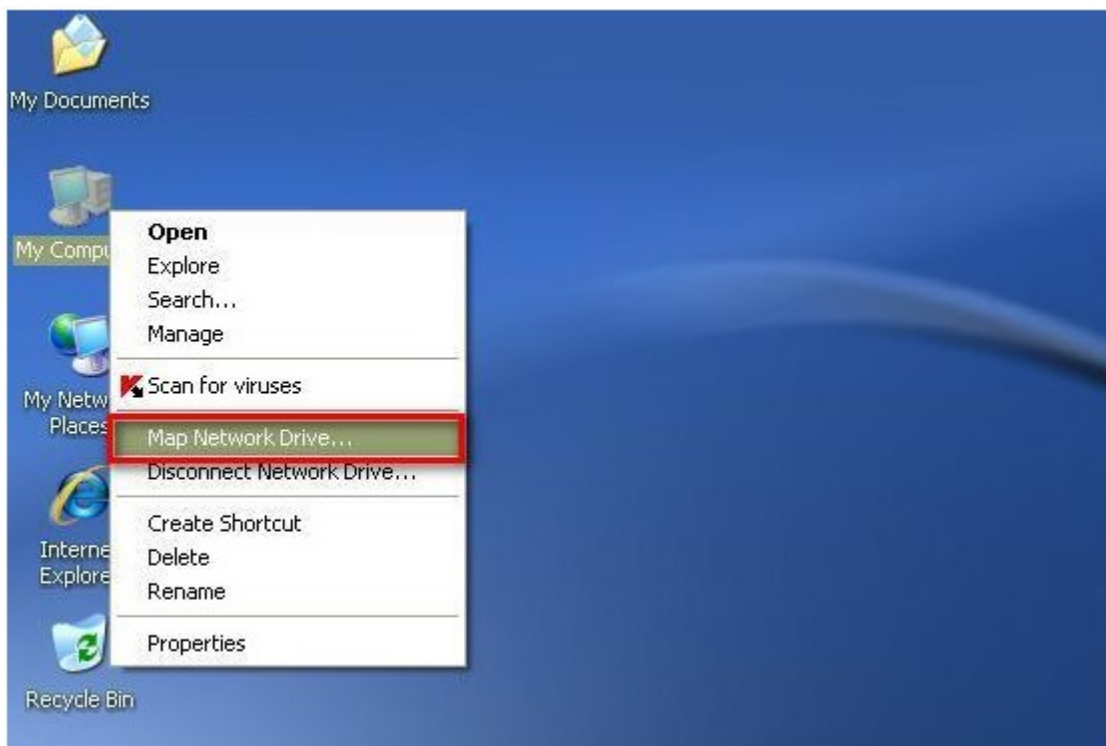 My Documents
My Compu
My Netw
Places
Interne
Explore
Recycle Bin
Open
Explore
Search...
Manage
Scan for viruses
Map Network Drive...
Disconnect Network Drive...
Create Shortcut
Delete
Rename
Properties